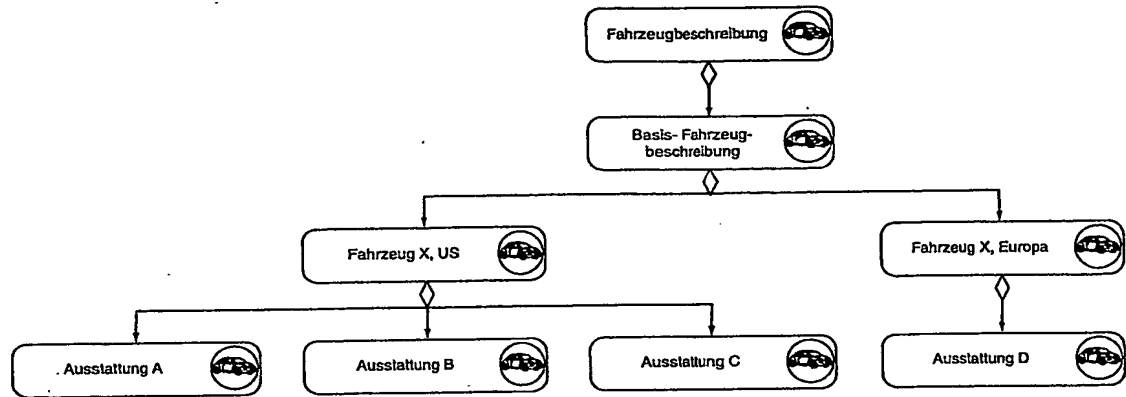 Fahrzeugbeschreibung
Basis- Fahrzeug-
beschreibung
Fahrzeug X, US
Fahrzeug X, Europa
Ausstattung A
Ausstattung B
Ausstattung C
Ausstattung D